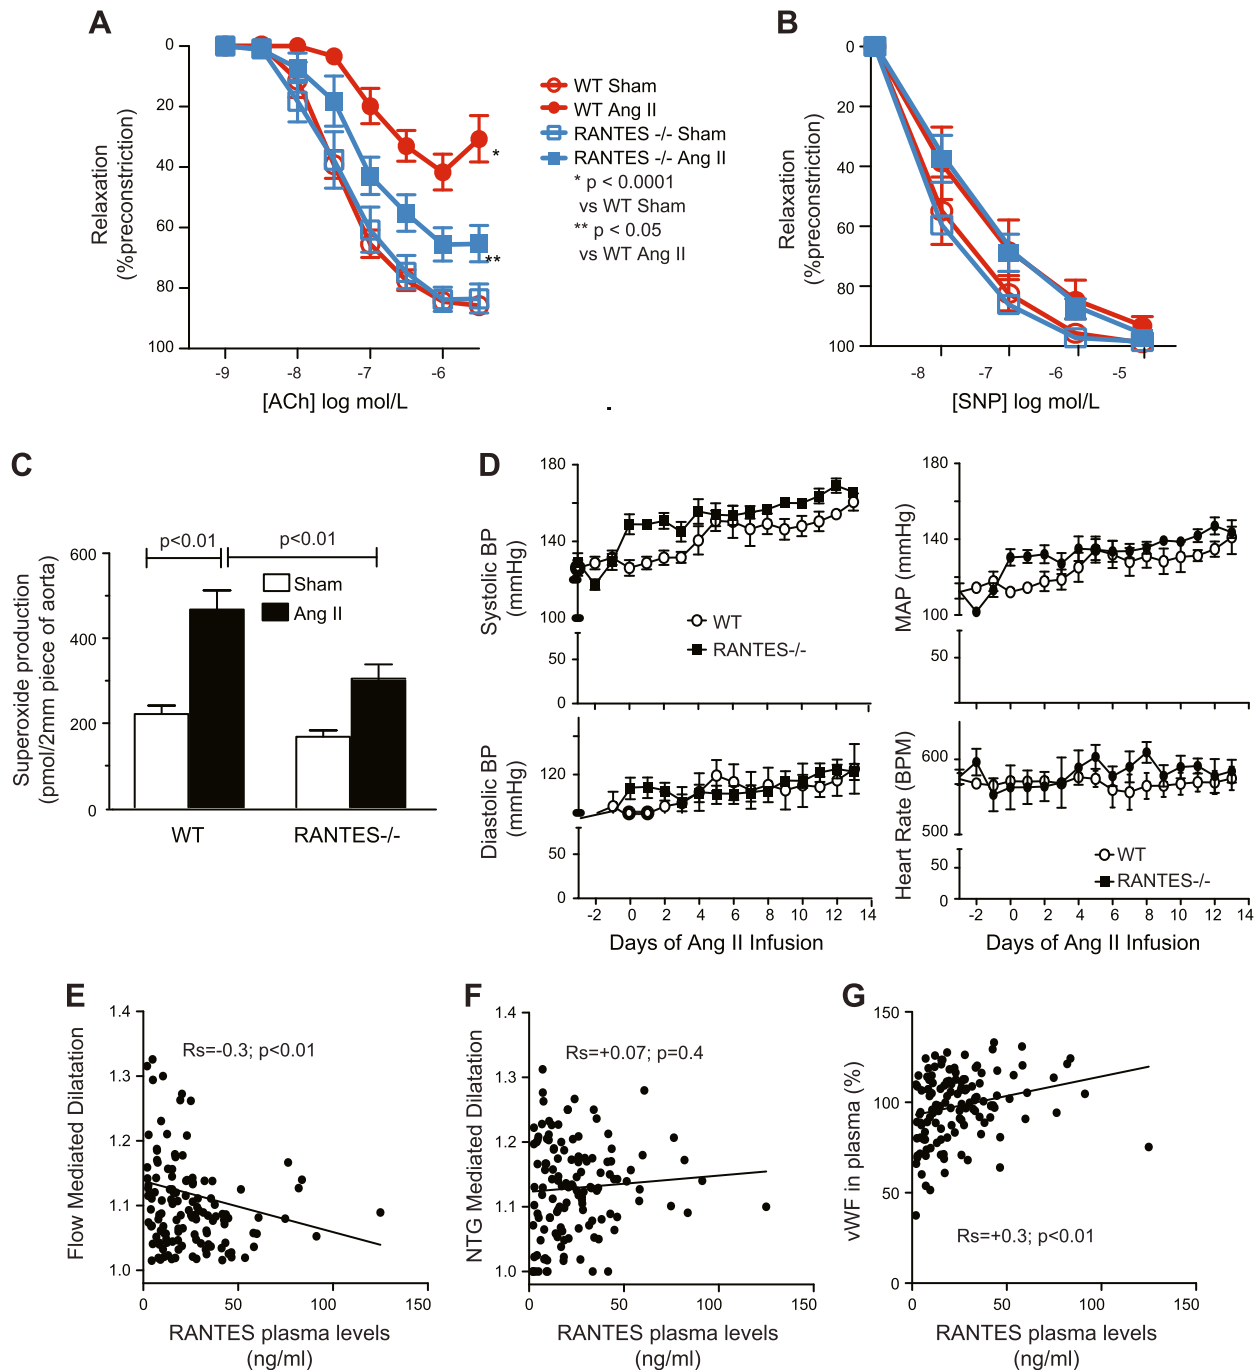 A
0
20
40
60
80
100
Relaxation
(%preconstriction)
-9
-8
-7
-6
[ACh] log mol/L
WT Sham
WT Ang II
RANTES -/- Sham
RANTES -/- Ang II
* p < 0.0001
vs WT Sham
** p < 0.05
vs WT Ang II
*
**
B
0
20
40
60
80
100
Relaxation
(%preconstriction)
-8
-7
-6
-5
[SNP] log mol/L
C
Superoxide production
(pmol/2mm piece of aorta)
600
400
200
0
p<0.01
p<0.01
Sham
Ang II
WT
RANTES-/-
D
Systolic BP
(mmHg)
180
140
100
50
0
WT
RANTES-/-
MAP (mmHg)
180
140
100
50
0
Diastolic BP
(mmHg)
120
50
0
-2
0
2
4
6
8
10
12
14
Days of Ang II Infusion
Heart Rate (BPM)
600
500
50
0
WT
RANTES-/-
-2
0
2
4
6
8
10
12
14
Days of Ang II Infusion
E
Flow Mediated Dilatation
1.4
1.3
1.2
1.1
1.0
Rs=-0.3; p<0.01
0
50
100
150
RANTES plasma levels
(ng/ml)
F
NTG Mediated Dilatation
1.4
1.3
1.2
1.1
1.0
Rs=+0.07; p=0.4
0
50
100
150
RANTES plasma levels
(ng/ml)
G
vWF in plasma (%)
150
100
50
0
Rs=+0.3; p<0.01
0
50
100
150
RANTES plasma levels
(ng/ml)